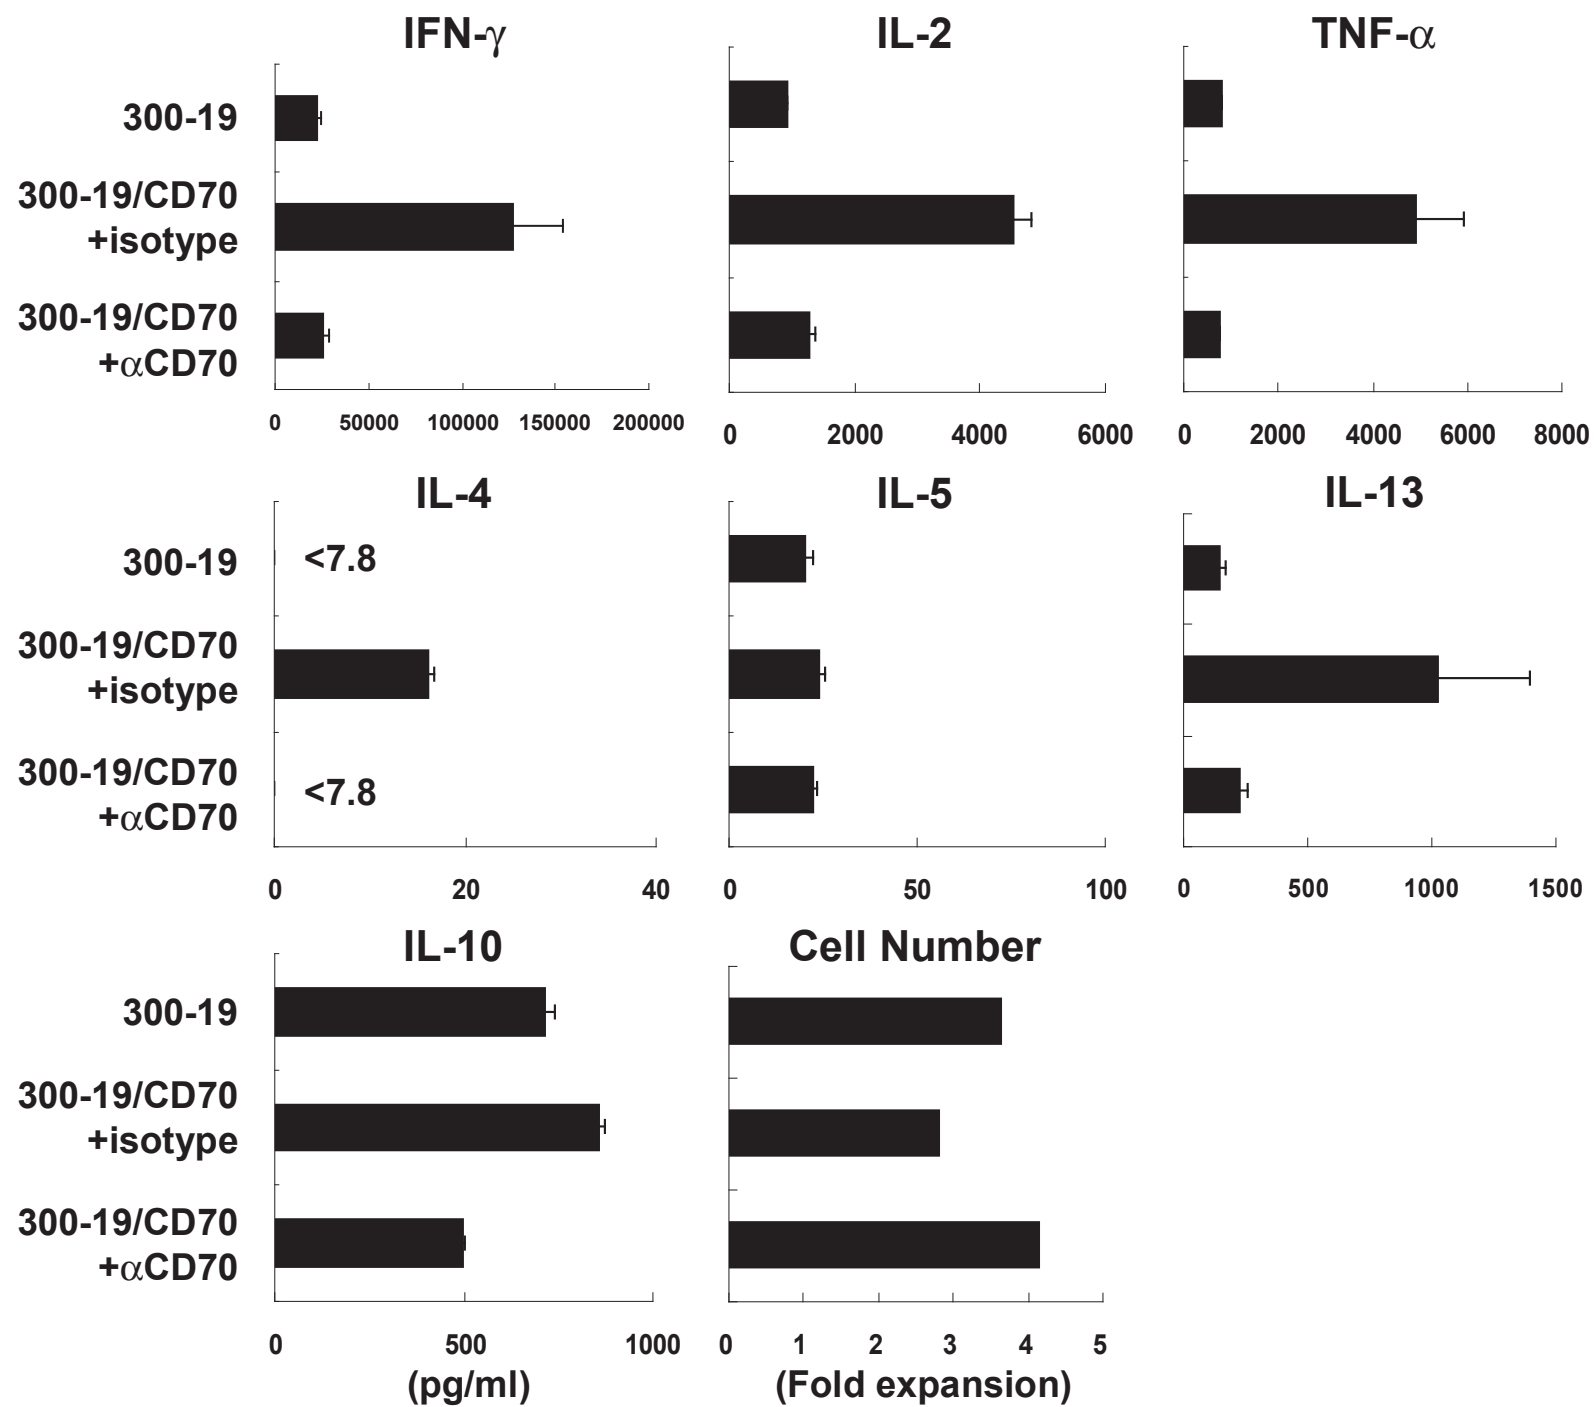 IFN-γ IL-2 TNF-α
300-19
300-19/CD70
+isotype
300-19/CD70
+αCD70
0 50000 100000 150000 200000
0 2000 4000 6000
0 2000 4000 6000 8000
IL-4 IL-5 IL-13
300-19
<7.8
300-19/CD70
+isotype
300-19/CD70
+αCD70
<7.8
0 20 40
0 50 100
0 500 1000 1500
IL-10 Cell Number
300-19
300-19/CD70
+isotype
300-19/CD70
+αCD70
0 500 1000
(pg/ml)
0 1 2 3 4 5
(Fold expansion)